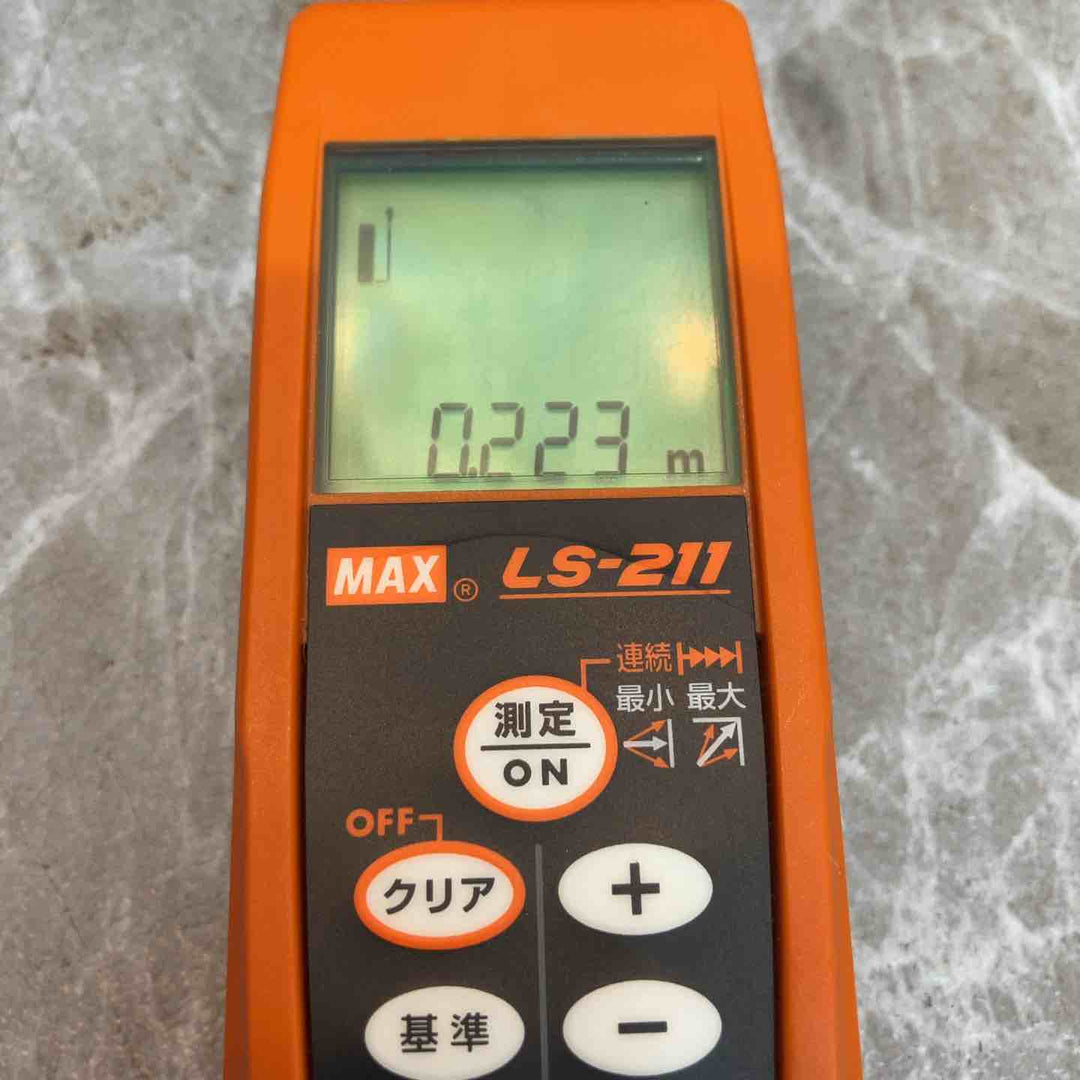 0.223 m
MAX® LS-211
連続
最小 最大
測定
ON
OFF
クリア
+
基準
−